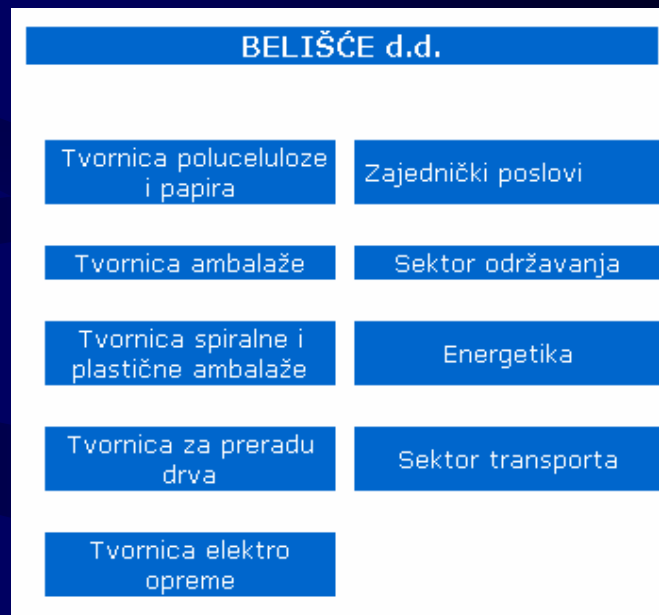 BELIŠĆE d.d.
Tvornica poluceluloze
i papira
Zajednički poslovi
Tvornica ambalaže
Sektor održavanja
Tvornica spiralne i
plastične ambalaže
Energetika
Tvornica za preradu
drva
Sektor transporta
Tvornica elektro
opreme